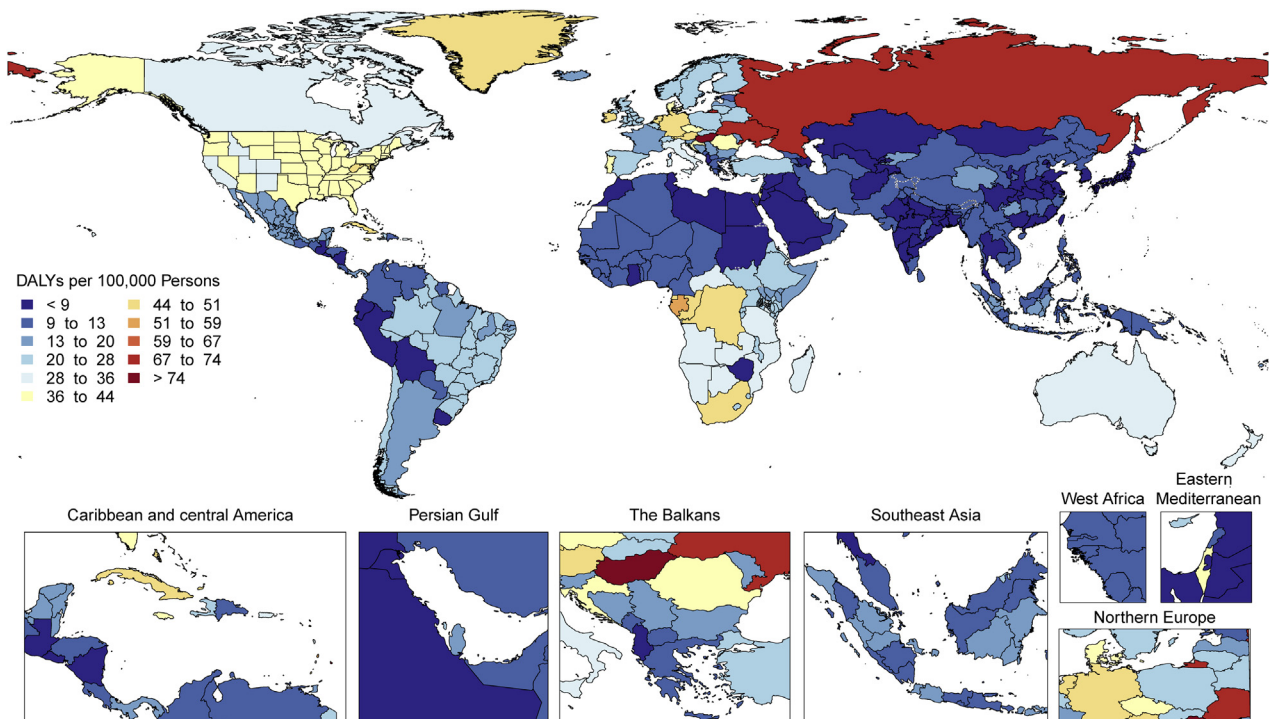 DALYs per 100,000 Persons
< 9
9 to 13
13 to 20
20 to 28
28 to 36
36 to 44
44 to 51
51 to 59
59 to 67
67 to 74
> 74
Caribbean and central America
Persian Gulf
The Balkans
Southeast Asia
West Africa
Eastern
Mediterranean
Northern Europe